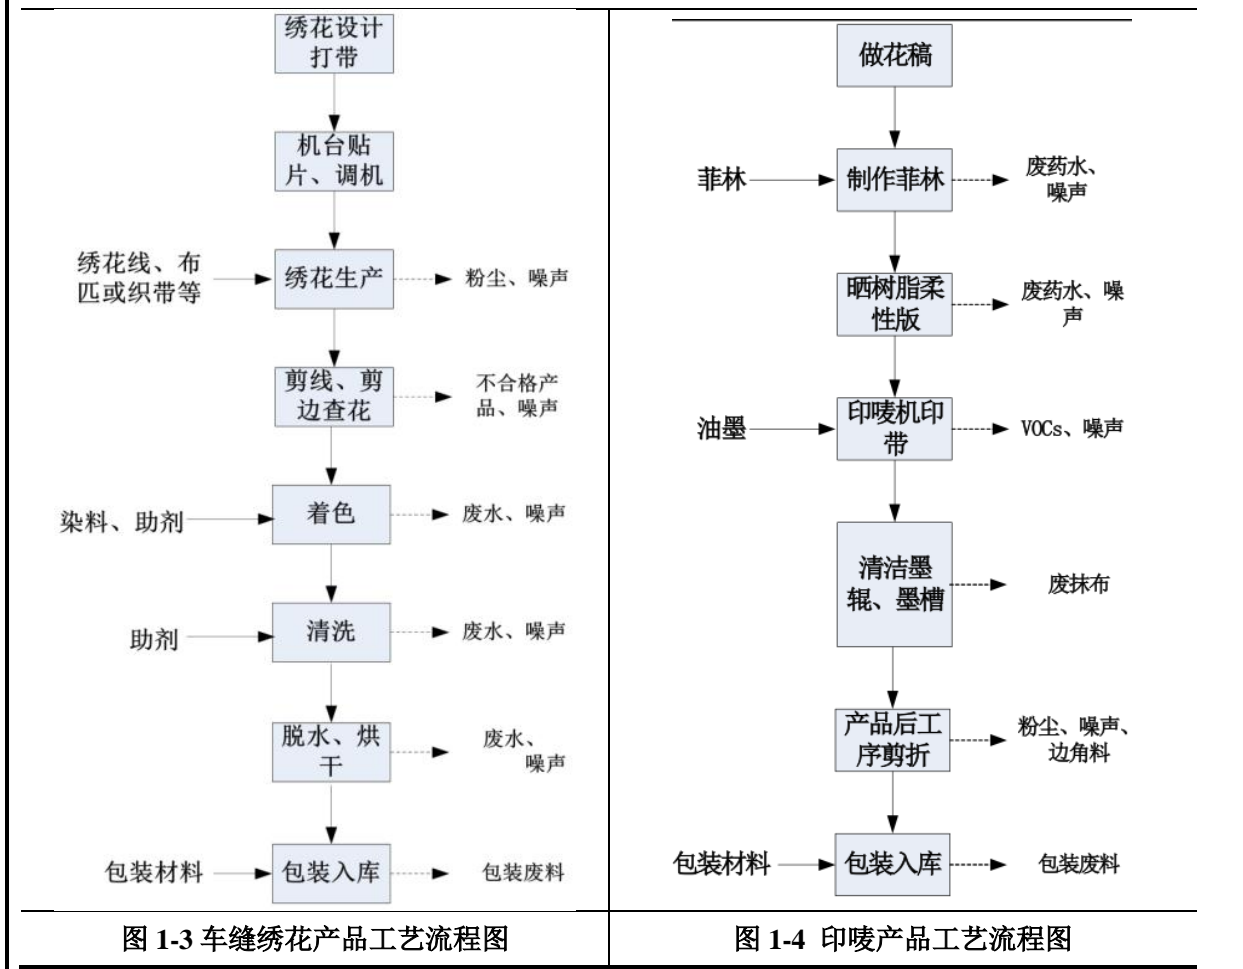 绣花设计
打带
机台贴
片、调机
绣花线、布
匹或织带等
绣花生产
粉尘、噪声
剪线、剪
边查花
不合格产
品、噪声
染料、助剂
着色
废水、噪声
助剂
清洗
废水、噪声
脱水、烘
干
废水、
噪声
包装材料
包装入库
包装废料
图 1-3 车缝绣花产品工艺流程图
做花稿
菲林
制作菲林
废药水、
噪声
晒树脂柔
性版
废药水、噪
声
油墨
印唛机印
带
VOCs、噪声
清洁墨
辊、墨槽
废抹布
产品后工
序剪折
粉尘、噪声、
边角料
包装材料
包装入库
包装废料
图 1-4 印唛产品工艺流程图